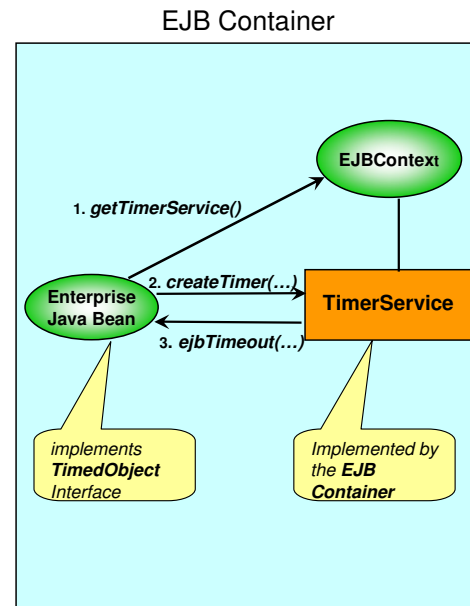 EJB Container
EJBContext
1. getTimerService()
2. createTimer(...)
Enterprise
Java Bean
TimerService
3. ejbTimeout(...)
implements
TimedObject
Interface
Implemented by
the EJB
Container